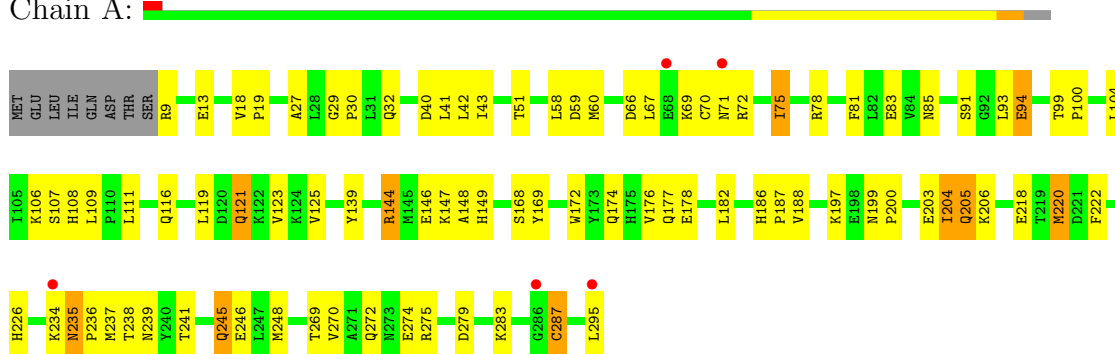 Chain A:
MET GLU LEU ILE GLN ASP THR SER R9 E13 V18 P19 A27 L28 G29 P30 L31 Q32 D40 L41 L42 I43 T51 L58 D59 M60 D66 L67 E68 K69 C70 N71 R72 I75 R78 F81 L82 E83 V84 N85 S91 G92 L93 E94 T99 P100 L104
I105 K106 S107 H108 L109 P110 L111 Q116 L119 D120 Q121 K122 V123 K124 V125 Y139 R144 M145 E146 K147 A148 H149 S168 Y169 W172 Y173 Q174 H175 V176 Q177 E178 L182 H186 P187 V188 K197 E198 N199 P200 E203 I204 Q205 K206 E218 T219 M220 D221 F222
H226 K234 N235 P236 M237 T238 N239 Y240 T241 Q245 E246 L247 M248 T269 V270 A271 Q272 N273 E274 R275 D279 K283 G286 C287 L295